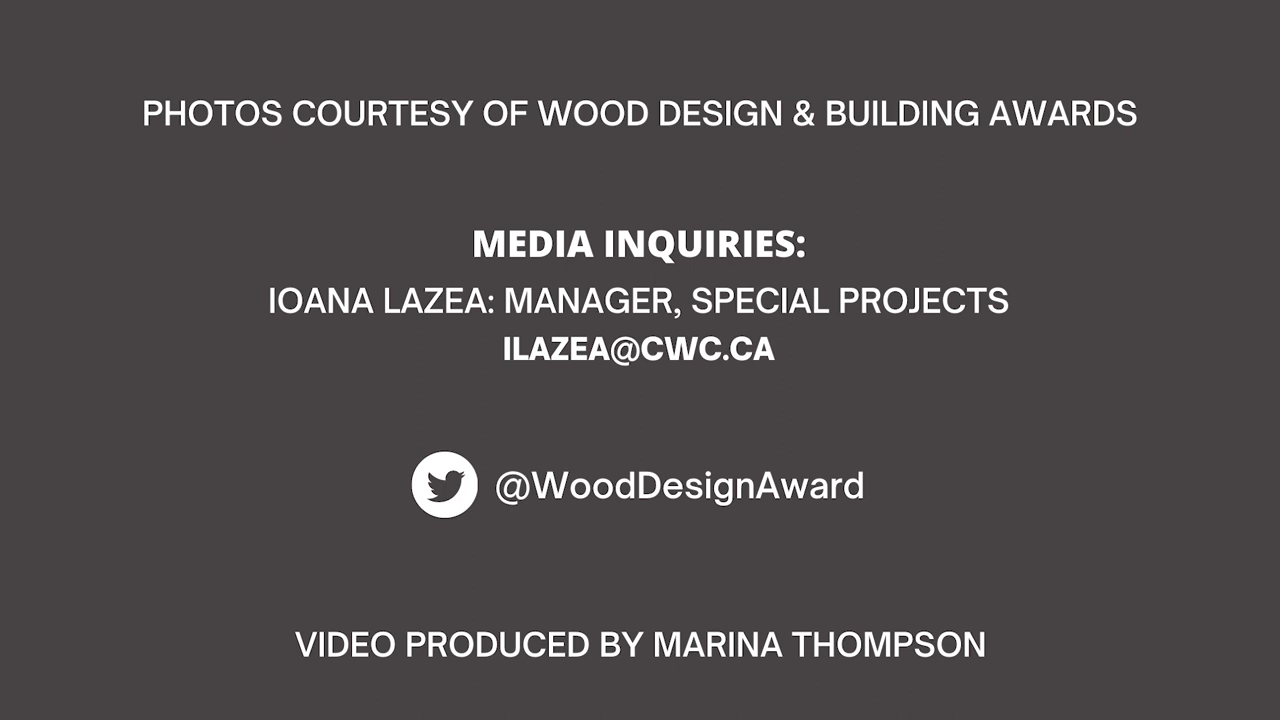 PHOTOS COURTESY OF WOOD DESIGN & BUILDING AWARDS
MEDIA INQUIRIES:
IOANA LAZEA: MANAGER, SPECIAL PROJECTS
ILAZEA@CWC.CA
@WoodDesignAward
VIDEO PRODUCED BY MARINA THOMPSON